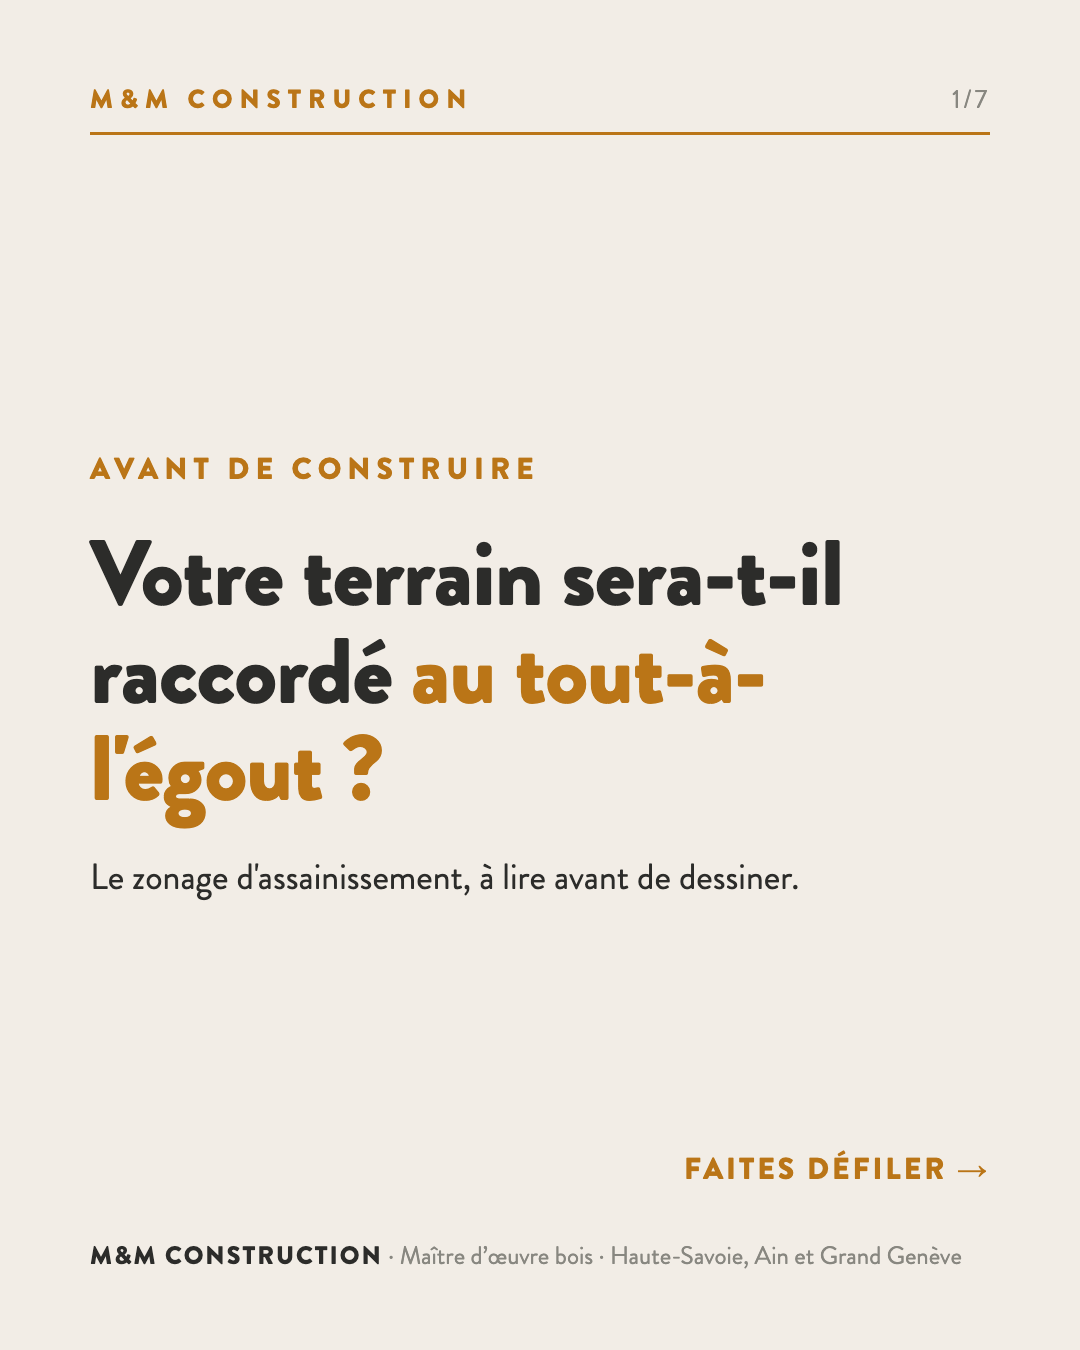 M&M CONSTRUCTION
1/7
AVANT DE CONSTRUIRE
Votre terrain sera-t-il
raccordé au tout-à-
l'égout ?
Le zonage d'assainissement, à lire avant de dessiner.
FAITES DÉFILER →
M&M CONSTRUCTION · Maître d’œuvre bois · Haute-Savoie, Ain et Grand Genève